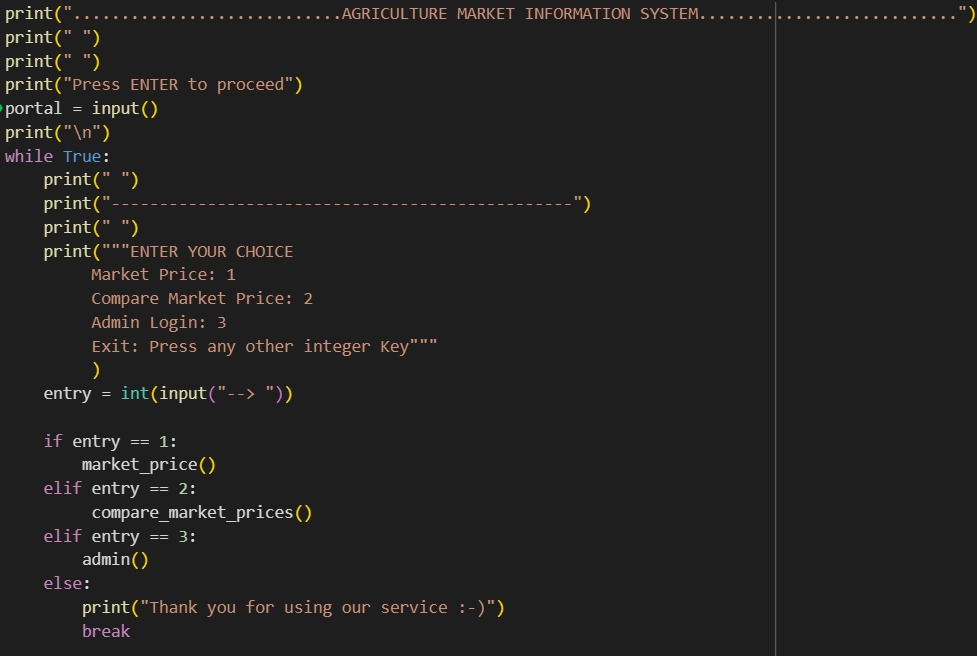 print("............................AGRICULTURE MARKET INFORMATION SYSTEM...........................")
print(" ")
print(" ")
print("Press ENTER to proceed")
portal = input()
print("\n")
while True:
    print(" ")
    print("------------------------------------------------")
    print(" ")
    print("""ENTER YOUR CHOICE
         Market Price: 1
         Compare Market Price: 2
         Admin Login: 3
         Exit: Press any other integer Key"""
         )
    entry = int(input("--> "))

    if entry == 1:
        market_price()
    elif entry == 2:
         compare_market_prices()
    elif entry == 3:
        admin()
    else:
        print("Thank you for using our service :-)")
        break